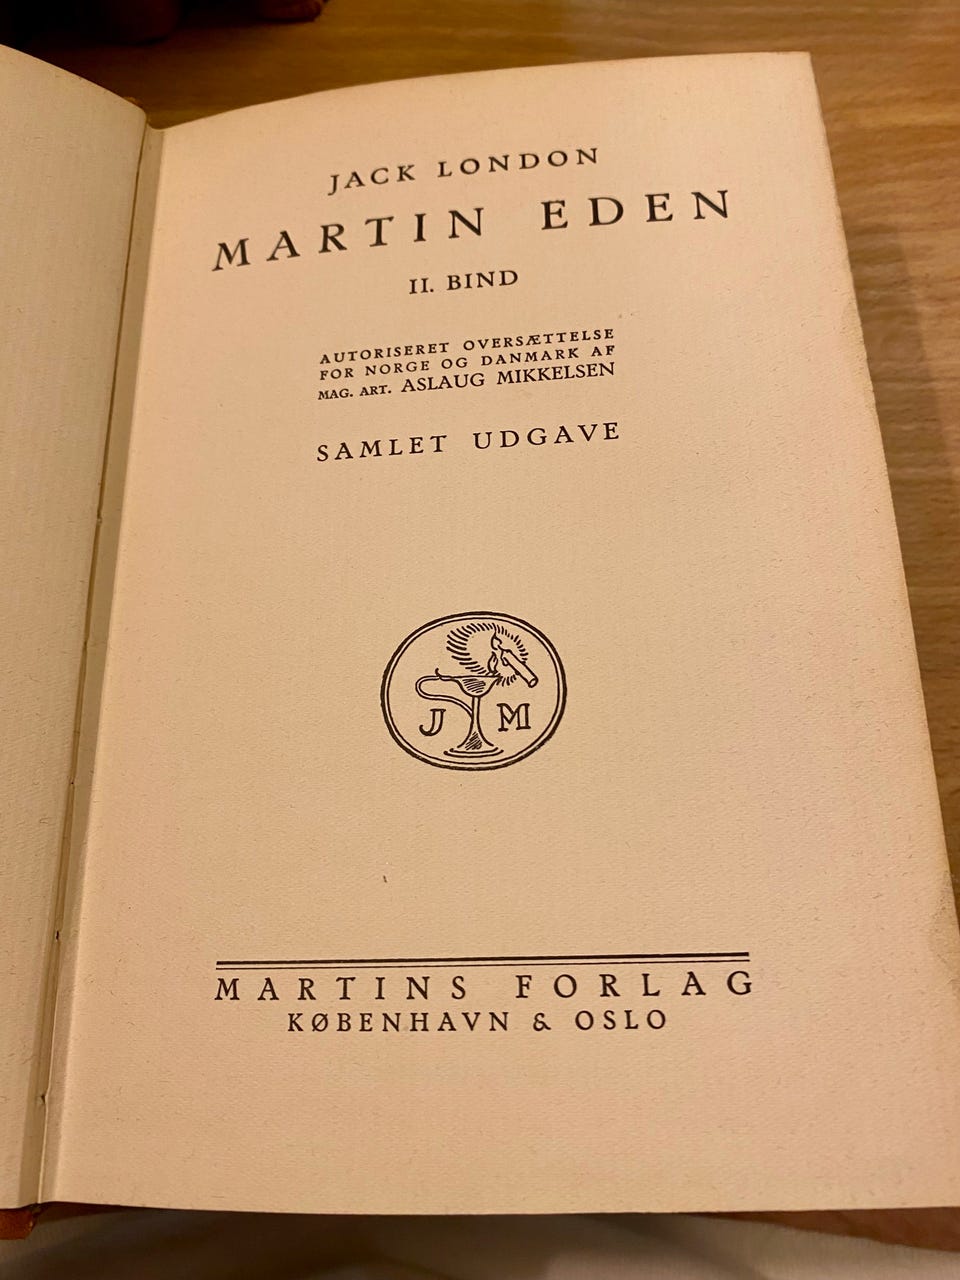 JACK LONDON
MARTIN EDEN
II. BIND
AUTORISERET OVERSÆTTELSE
FOR NORGE OG DANMARK AF
MAG. ART. ASLAUG MIKKELSEN
SAMLET UDGAVE
J M
MARTINS FORLAG
KØBENHAVN & OSLO